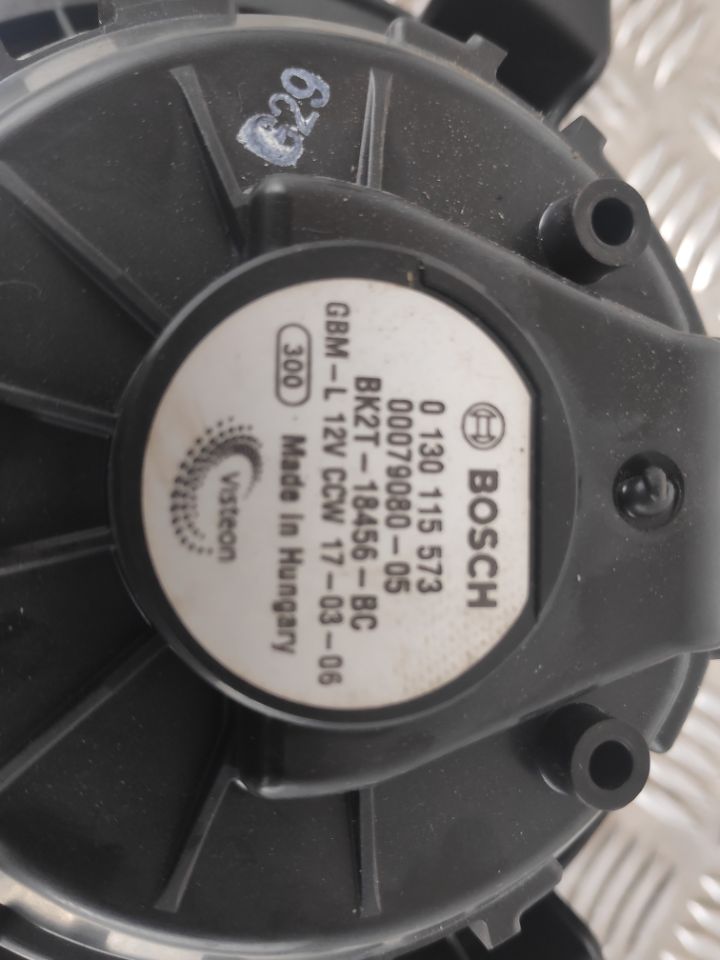 G29
BOSCH
0 130 115 573
00079080-05
BK2T-18456-BC
GBM-L 12V CCW 17-03-06
300 Made in Hungary
Visteon